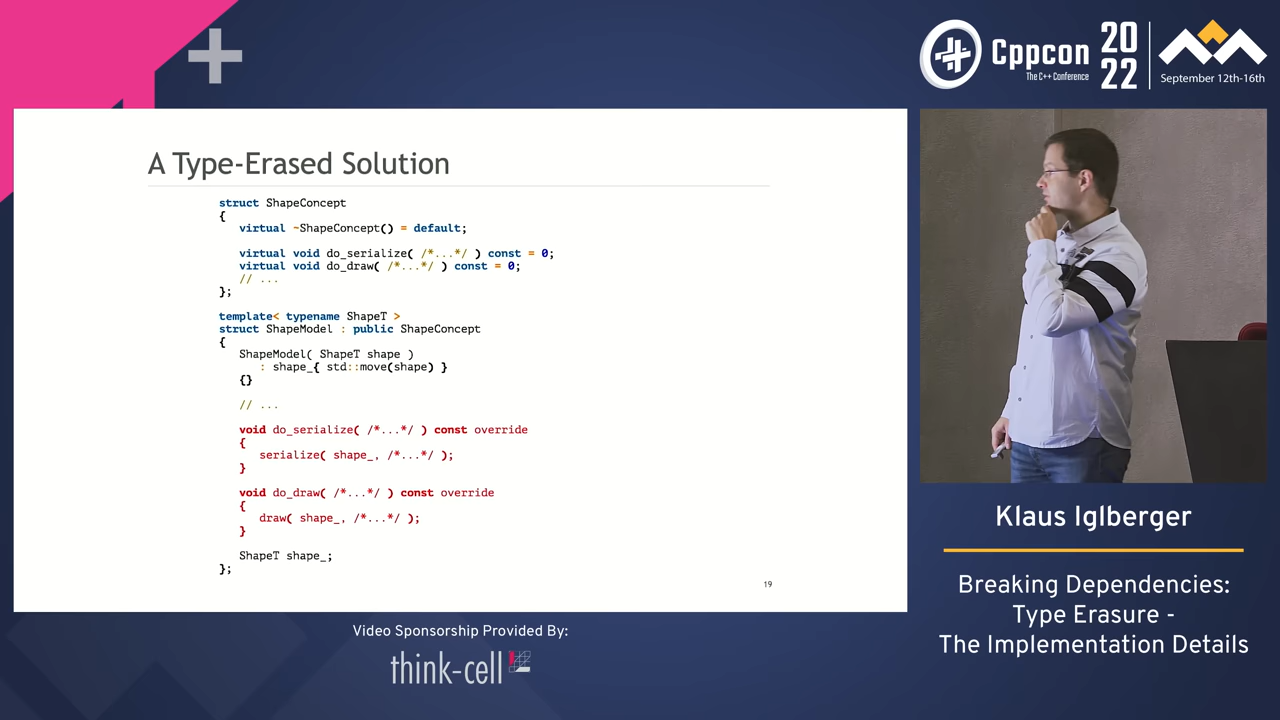 Cppcon
The C++ Conference
20
22
September 12th-16th
A Type-Erased Solution
struct ShapeConcept
{
   virtual ~ShapeConcept() = default;

   virtual void do_serialize( /*...*/ ) const = 0;
   virtual void do_draw( /*...*/ ) const = 0;
   // ...
};

template< typename ShapeT >
struct ShapeModel : public ShapeConcept
{
   ShapeModel( ShapeT shape )
      : shape_{ std::move(shape) }
   {}

   // ...

   void do_serialize( /*...*/ ) const override
   {
      serialize( shape_, /*...*/ );
   }

   void do_draw( /*...*/ ) const override
   {
      draw( shape_, /*...*/ );
   }

   ShapeT shape_;
};
19
Klaus Iglberger
Breaking Dependencies:
Type Erasure -
The Implementation Details
Video Sponsorship Provided By:
think-cell